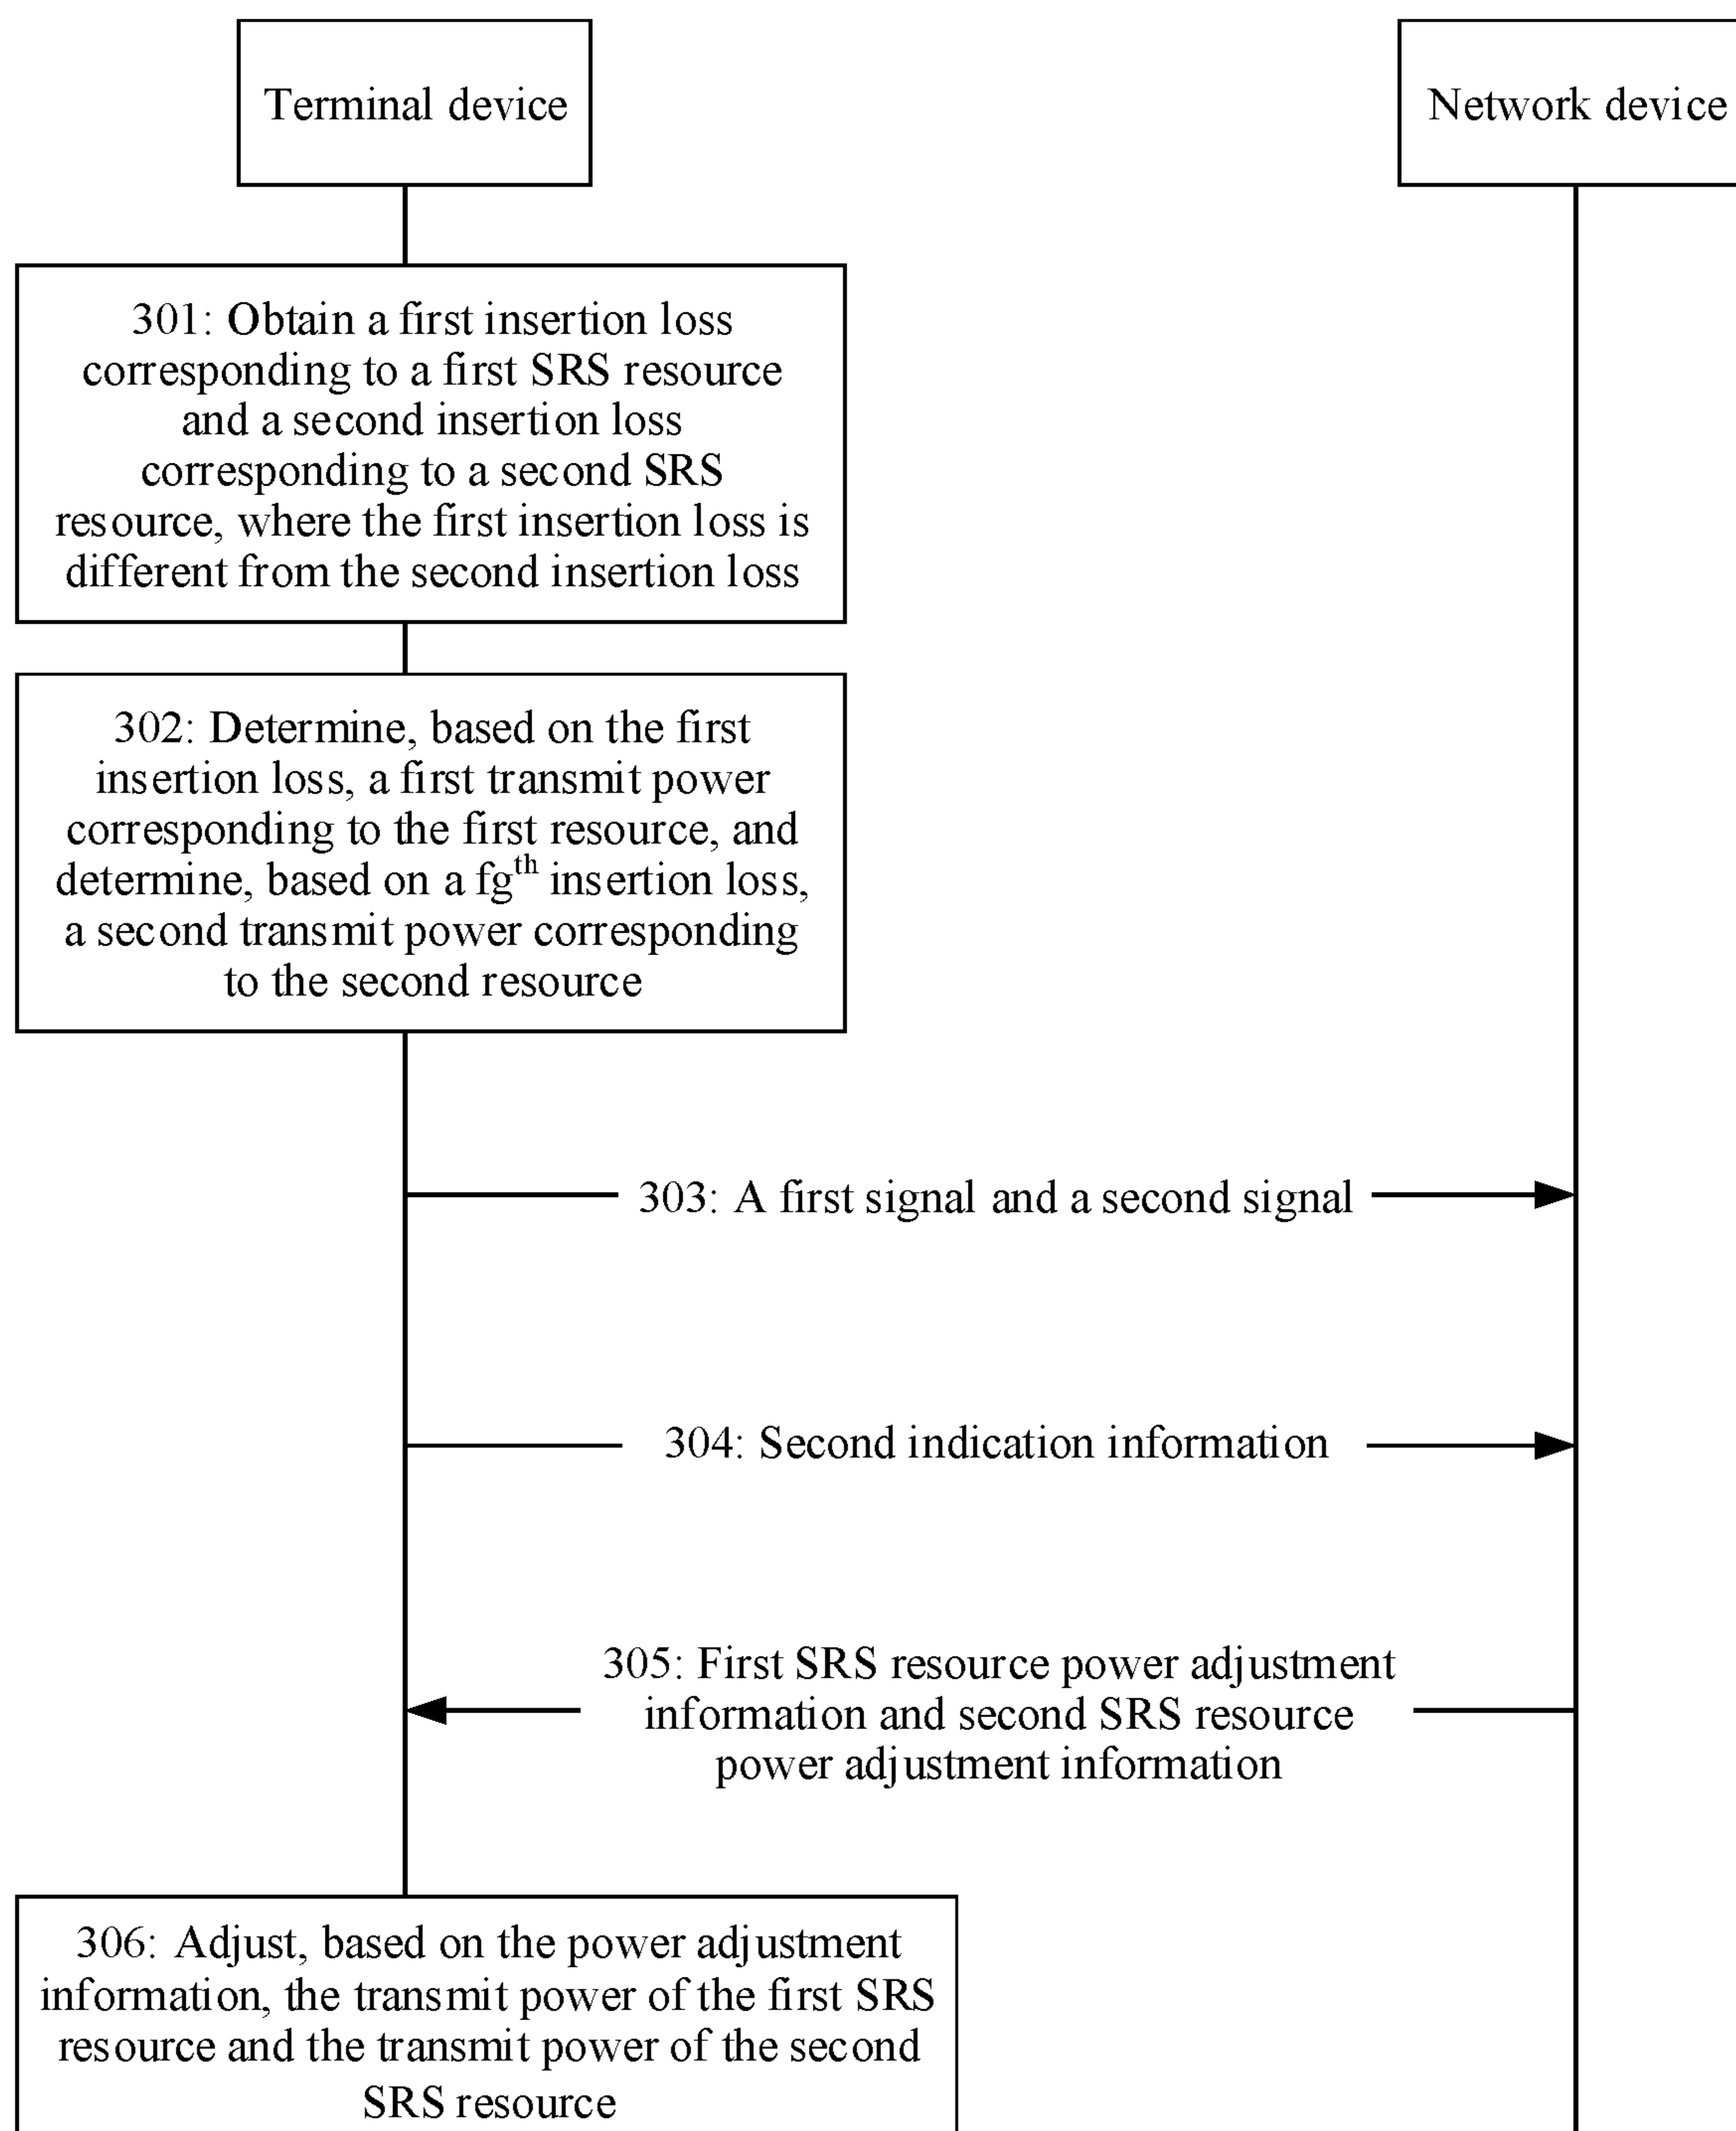 Terminal device
Network device
301: Obtain a first insertion loss
corresponding to a first SRS resource
and a second insertion loss
corresponding to a second SRS
resource, where the first insertion loss is
different from the second insertion loss
302: Determine, based on the first
insertion loss, a first transmit power
corresponding to the first resource, and
determine, based on a fgth insertion loss,
a second transmit power corresponding
to the second resource
303: A first signal and a second signal
304: Second indication information
305: First SRS resource power adjustment
information and second SRS resource
power adjustment information
306: Adjust, based on the power adjustment
information, the transmit power of the first SRS
resource and the transmit power of the second
SRS resource